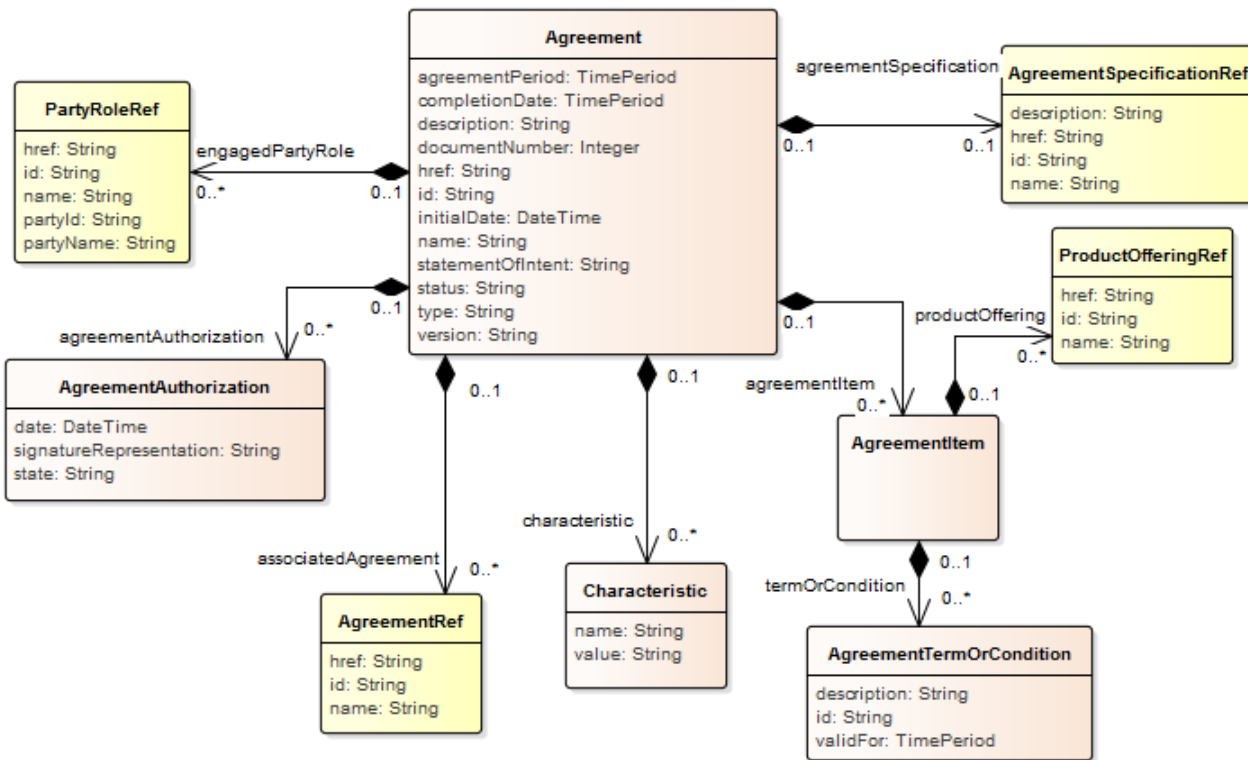 Agreement
agreementPeriod: TimePeriod
completionDate: TimePeriod
description: String
documentNumber: Integer
href: String
id: String
initialDate: DateTime
name: String
statementOfIntent: String
status: String
type: String
version: String
PartyRoleRef
href: String
id: String
name: String
partyId: String
partyName: String
engagedPartyRole
0..*
0..1
agreementSpecification
0..1
0..1
AgreementSpecificationRef
description: String
href: String
id: String
name: String
ProductOfferingRef
href: String
id: String
name: String
productOffering
0..*
0..1
0..1
agreementItem
0..*
AgreementItem
0..1
0..*
agreementAuthorization
AgreementAuthorization
date: DateTime
signatureRepresentation: String
state: String
0..1
associatedAgreement
0..*
AgreementRef
href: String
id: String
name: String
0..1
characteristic
0..*
Characteristic
name: String
value: String
0..1
termOrCondition
0..*
AgreementTermOrCondition
description: String
id: String
validFor: TimePeriod